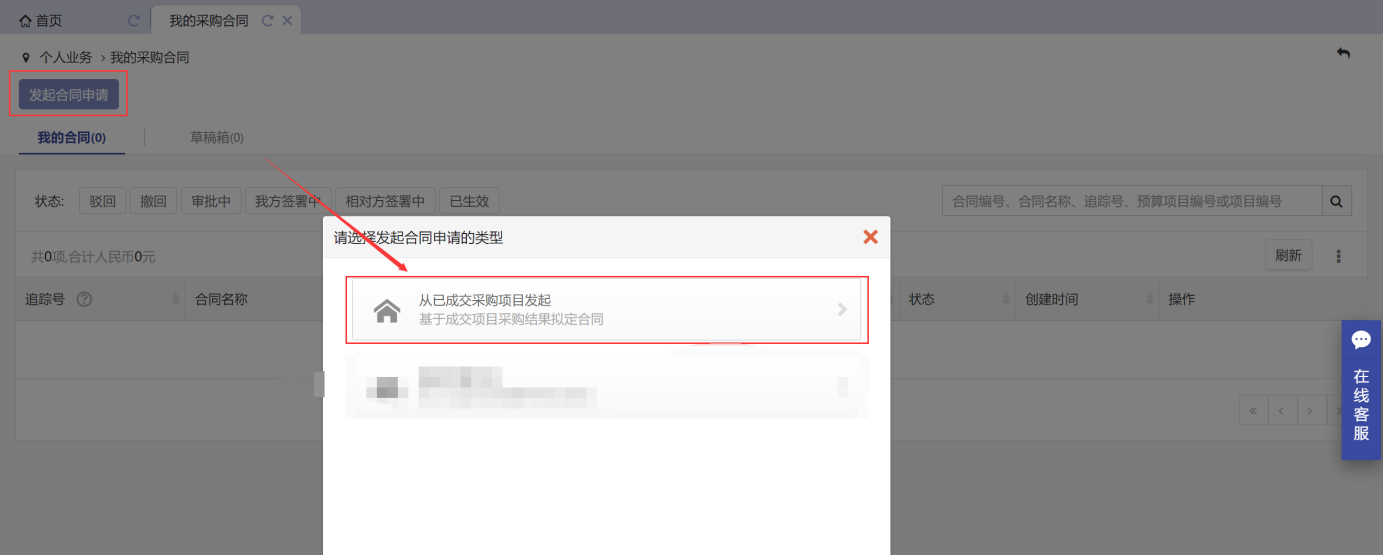 首页
我的采购合同
个人业务 > 我的采购合同
发起合同申请
我的合同(0)
草稿箱(0)
状态: 驳回 撤回 审批中 我方签署中 相对方签署中 已生效
合同编号、合同名称、追踪号、预算项目编号或项目编号
请选择发起合同申请的类型
共0项,合计人民币0元
刷新
追踪号 合同名称 状态 创建时间 操作
从已成交采购项目发起
基于成交项目采购结果拟定合同
在线客服